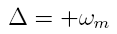 Δ = +ω_m